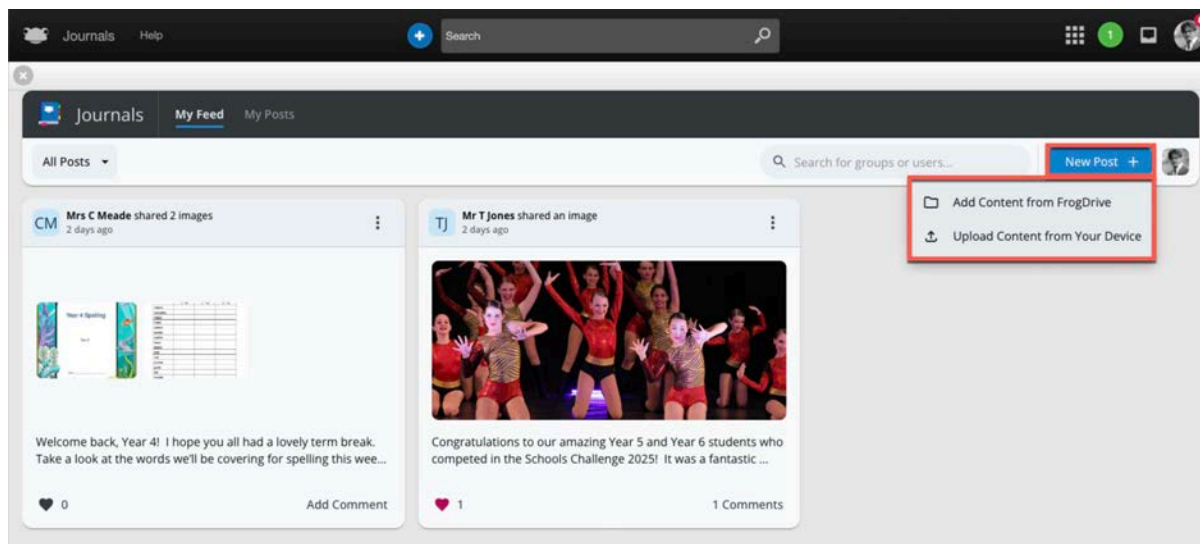 Journals Help Search 1
Journals My Feed My Posts
All Posts Search for groups or users... New Post +
Add Content from FrogDrive
Upload Content from Your Device
CM Mrs C Meade shared 2 images
2 days ago
Year 4 Spelling
Welcome back, Year 4! I hope you all had a lovely term break.
Take a look at the words we'll be covering for spelling this wee...
0 Add Comment
TJ Mr T Jones shared an image
2 days ago
Congratulations to our amazing Year 5 and Year 6 students who
competed in the Schools Challenge 2025! It was a fantastic ...
1 1 Comments